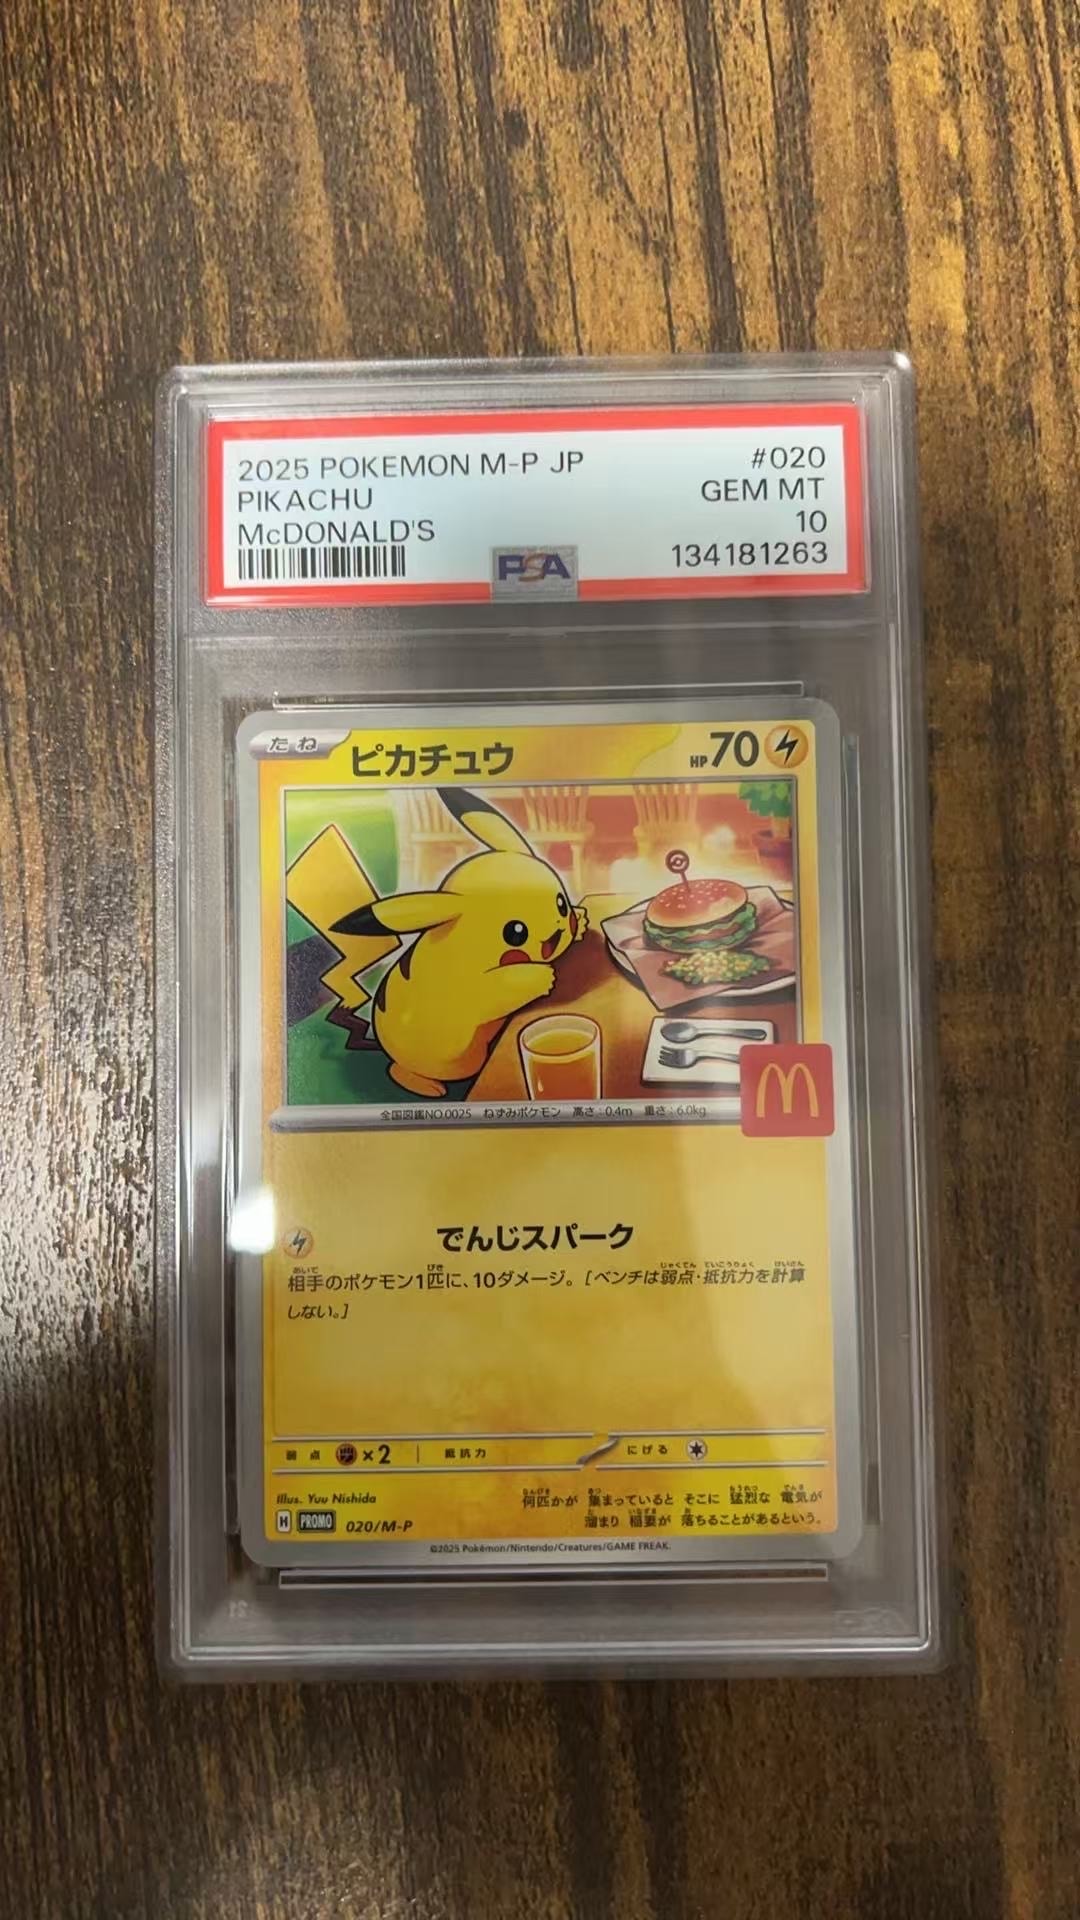 2025 POKEMON M-P JP
#020
PIKACHU
GEM MT
McDONALD'S
10
PSA
134181263
たね
ピカチュウ
HP70
全国図鑑NO.0025 ねずみポケモン 高さ:0.4m 重さ:6.0kg
M
でんじスパーク
相手のポケモン1匹に、10ダメージ。[ベンチは弱点・抵抗力を計算
しない。]
弱点 ×2 抵抗力 にげる
Illus. Yuu Nishida
何匹かが 集まっていると そこに 猛烈な 電気が
溜まり 稲妻が 落ちることがあるという。
H PROMO 020/M-P
©2025 Pokémon/Nintendo/Creatures/GAME FREAK.